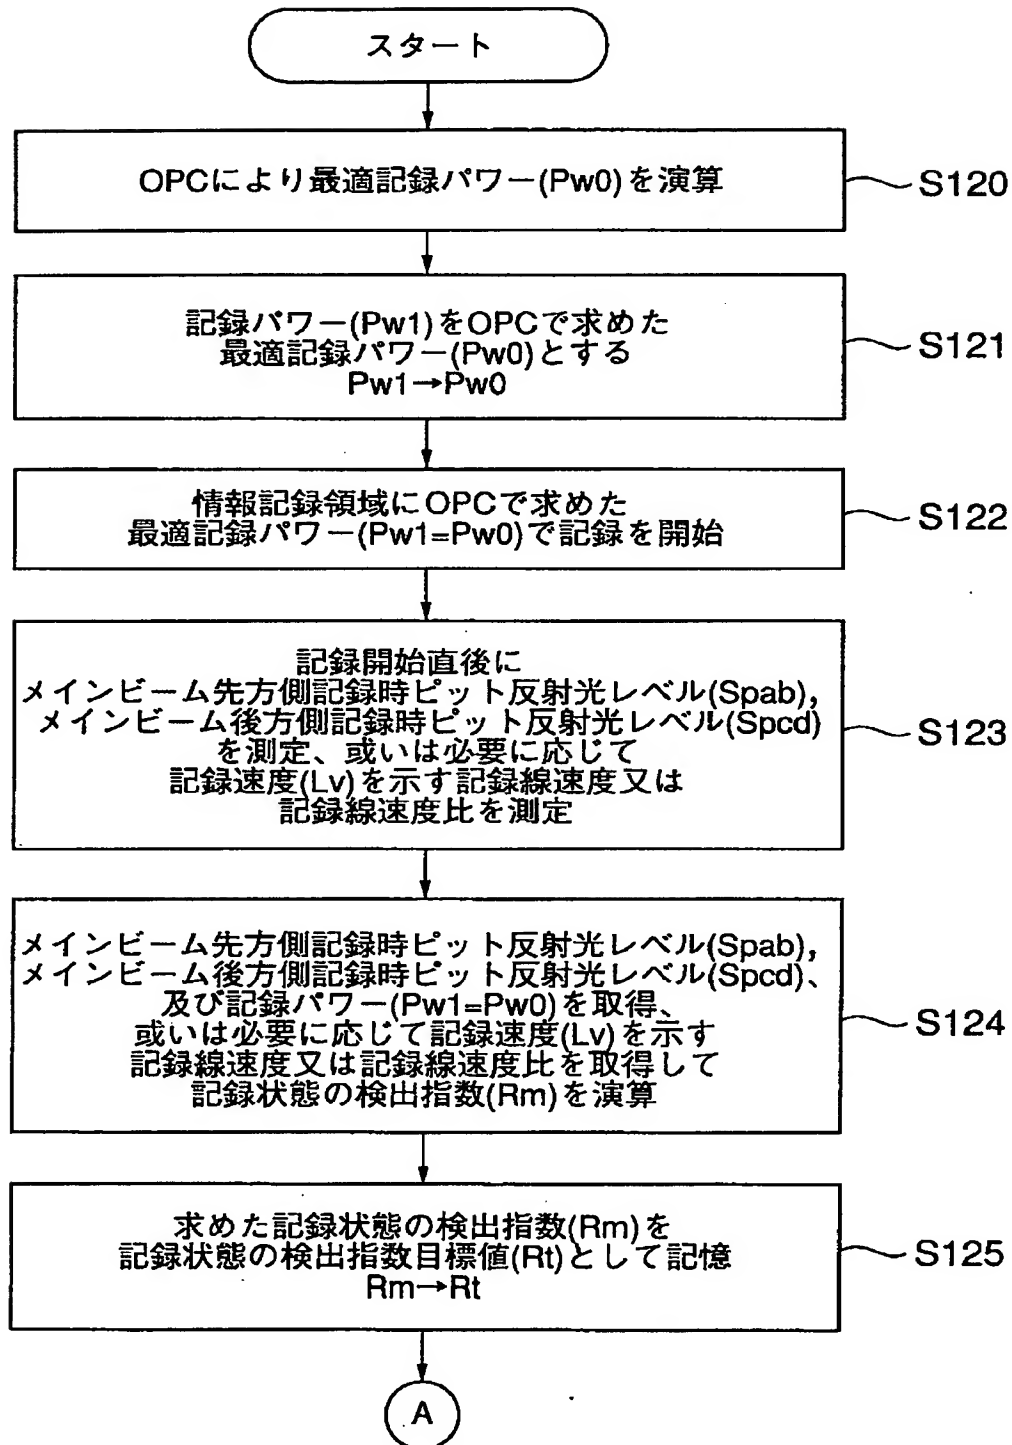 スタート
OPCにより最適記録パワー(Pw0)を演算
S120
記録パワー(Pw1)をOPCで求めた
最適記録パワー(Pw0)とする
Pw1→Pw0
S121
情報記録領域にOPCで求めた
最適記録パワー(Pw1=Pw0)で記録を開始
S122
記録開始直後に
メインビーム先方側記録時ピット反射光レベル(Spab),
メインビーム後方側記録時ピット反射光レベル(Spcd)
を測定、或いは必要に応じて
記録速度(Lv)を示す記録線速度又は
記録線速度比を測定
S123
メインビーム先方側記録時ピット反射光レベル(Spab),
メインビーム後方側記録時ピット反射光レベル(Spcd)、
及び記録パワー(Pw1=Pw0)を取得、
或いは必要に応じて記録速度(Lv)を示す
記録線速度又は記録線速度比を取得して
記録状態の検出指数(Rm)を演算
S124
求めた記録状態の検出指数(Rm)を
記録状態の検出指数目標値(Rt)として記憶
Rm→Rt
S125
A